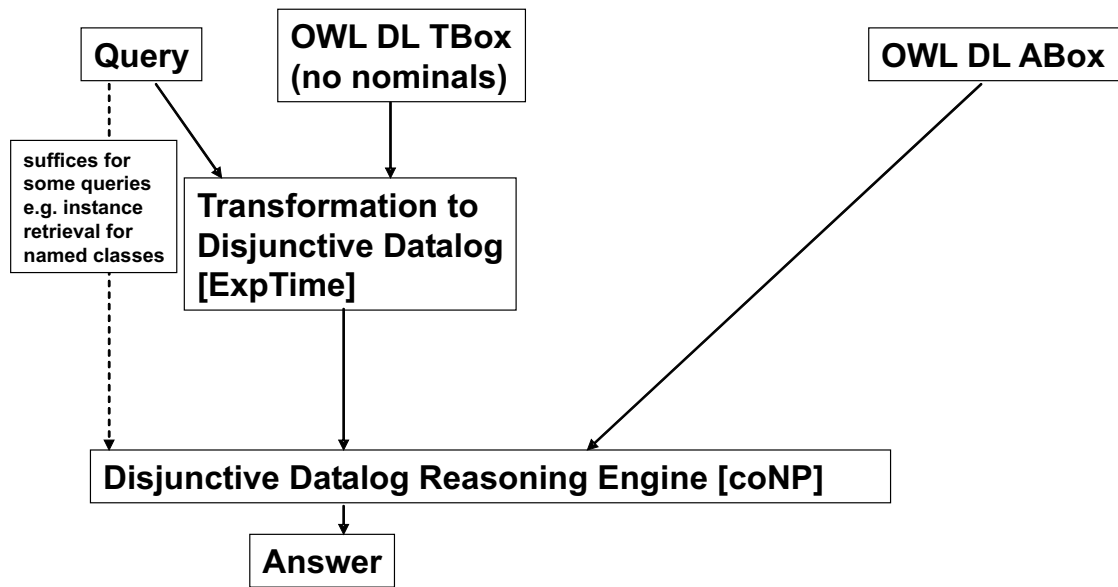 Query
OWL DL TBox
(no nominals)
OWL DL ABox
suffices for
some queries
e.g. instance
retrieval for
named classes
Transformation to
Disjunctive Datalog
[ExpTime]
Disjunctive Datalog Reasoning Engine [coNP]
Answer